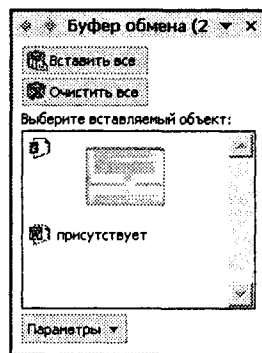 Буфер обмена (2
Вставить все
Очистить все
Выберите вставляемый объект:
присутствует
Параметры